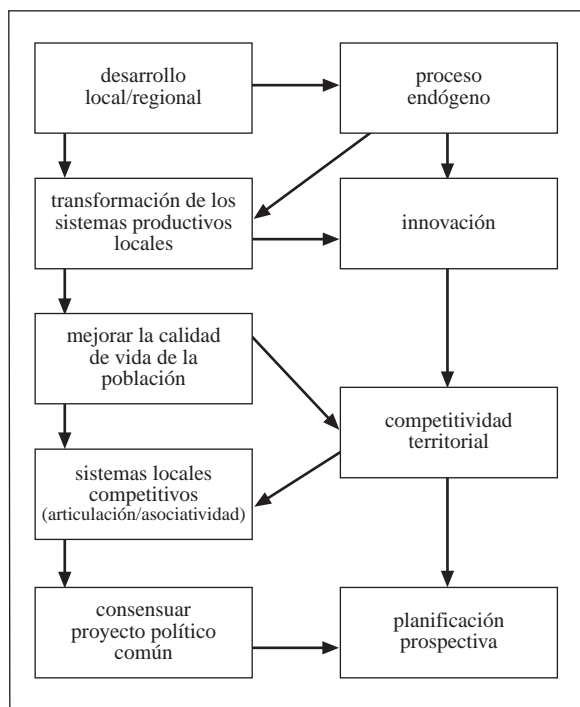 desarrollo
local/regional
proceso
endógeno
transformación de los
sistemas productivos
locales
innovación
mejorar la calidad
de vida de la
población
competitividad
territorial
sistemas locales
competitivos
(articulación/asociatividad)
consensuar
proyecto político
común
planificación
prospectiva